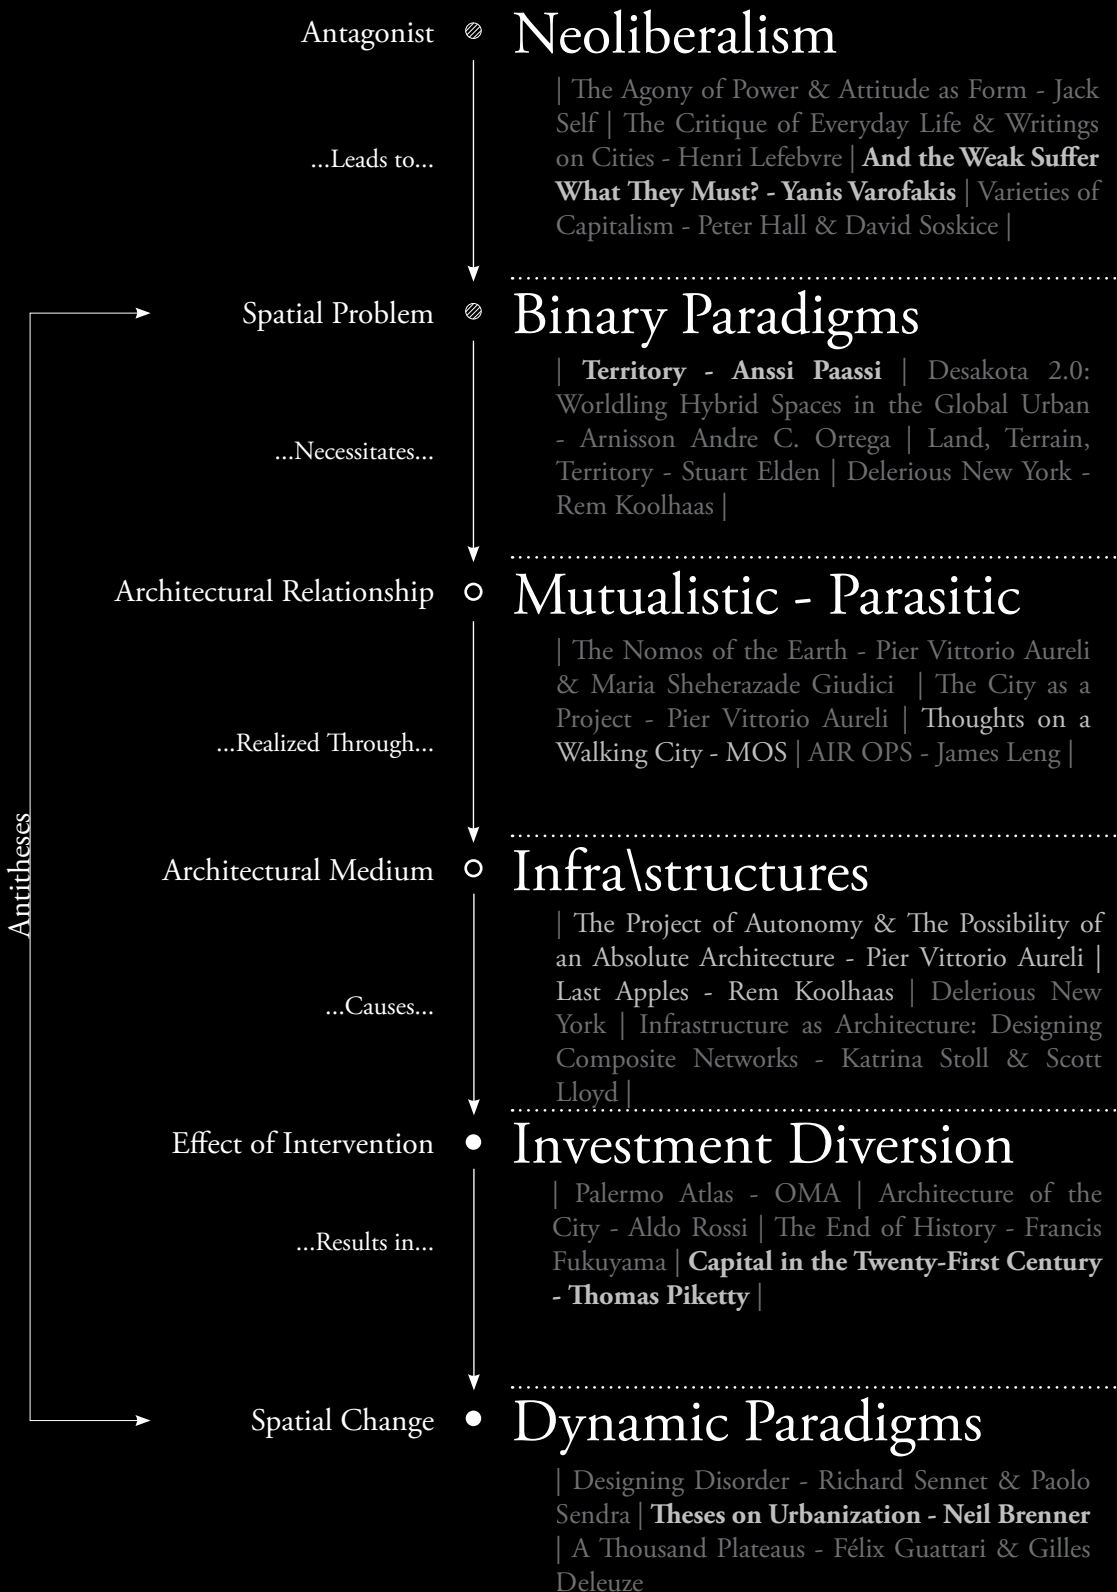 Antagonist
Neoliberalism
| The Agony of Power & Attitude as Form - Jack
Self | The Critique of Everyday Life & Writings
on Cities - Henri Lefebvre | And the Weak Suffer
What They Must? - Yanis Varofakis | Varieties of
Capitalism - Peter Hall & David Soskice |
...Leads to...
Spatial Problem
Binary Paradigms
| Territory - Anssi Paassi | Desakota 2.0:
Worldling Hybrid Spaces in the Global Urban
- Arnisson Andre C. Ortega | Land, Terrain,
Territory - Stuart Elden | Delerious New York -
Rem Koolhaas |
...Necessitates...
Architectural Relationship
Mutualistic - Parasitic
| The Nomos of the Earth - Pier Vittorio Aureli
& Maria Sheherazade Giudici | The City as a
Project - Pier Vittorio Aureli | Thoughts on a
Walking City - MOS | AIR OPS - James Leng |
...Realized Through...
Architectural Medium
Infra\structures
| The Project of Autonomy & The Possibility of
an Absolute Architecture - Pier Vittorio Aureli |
Last Apples - Rem Koolhaas | Delerious New
York | Infrastructure as Architecture: Designing
Composite Networks - Katrina Stoll & Scott
Lloyd |
...Causes...
Effect of Intervention
Investment Diversion
| Palermo Atlas - OMA | Architecture of the
City - Aldo Rossi | The End of History - Francis
Fukuyama | Capital in the Twenty-First Century
- Thomas Piketty |
...Results in...
Spatial Change
Dynamic Paradigms
| Designing Disorder - Richard Sennet & Paolo
Sendra | Theses on Urbanization - Neil Brenner
| A Thousand Plateaus - Félix Guattari & Gilles
Deleuze
Antitheses